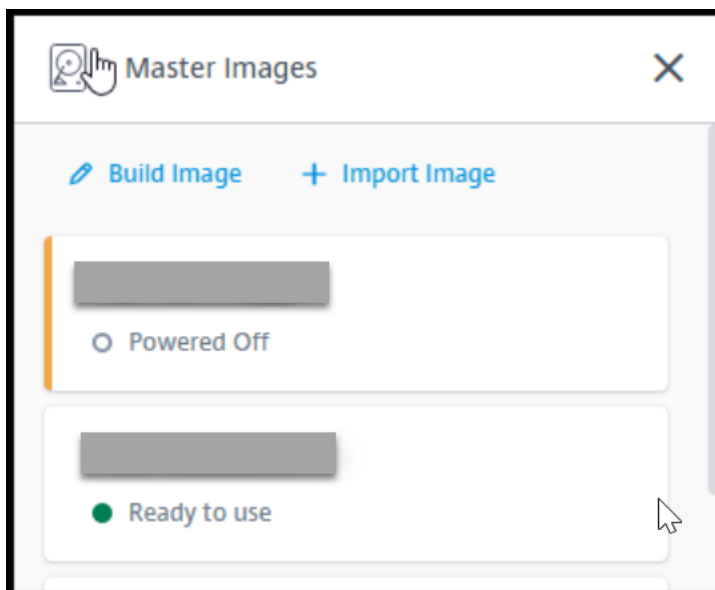 Master Images
Build Image
Import Image
Powered Off
Ready to use